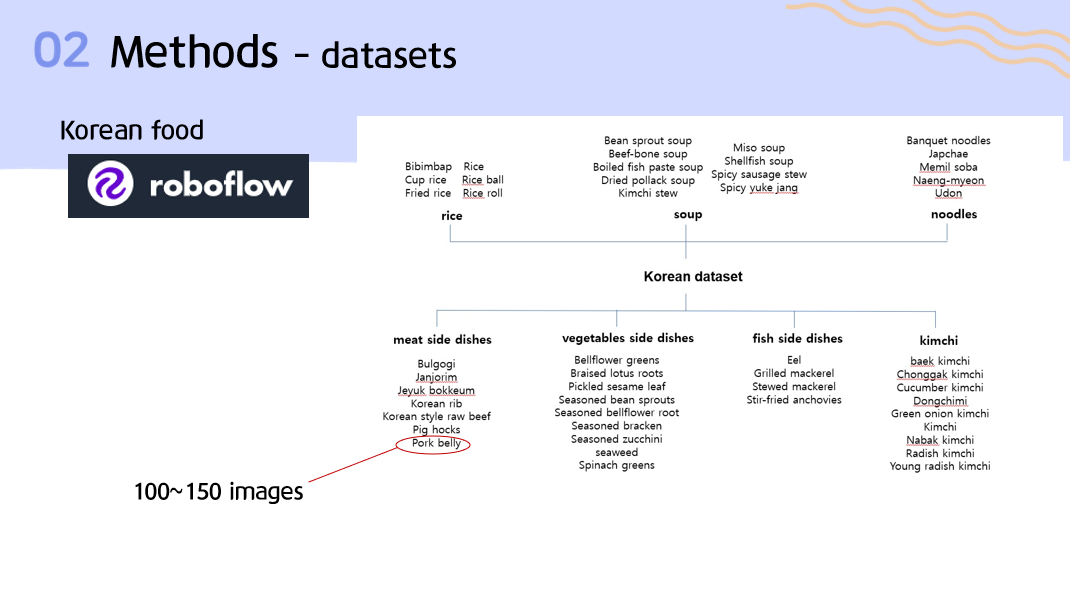 02 Methods – datasets
Korean food
roboflow
Bibimbap Rice
Cup rice Rice ball
Fried rice Rice roll
rice
Bean sprout soup
Beef-bone soup
Boiled fish paste soup
Dried pollack soup
Kimchi stew
Miso soup
Shellfish soup
Spicy sausage stew
Spicy yuke jang
soup
Banquet noodles
Japchae
Memil soba
Naeng-myeon
Udon
noodles
Korean dataset
meat side dishes
Bulgogi
Janjorim
Jeyuk bokkeum
Korean rib
Korean style raw beef
Pig hocks
Pork belly
vegetables side dishes
Bellflower greens
Braised lotus roots
Pickled sesame leaf
Seasoned bean sprouts
Seasoned bellflower root
Seasoned bracken
Seasoned zucchini
seaweed
Spinach greens
fish side dishes
Eel
Grilled mackerel
Stewed mackerel
Stir-fried anchovies
kimchi
baek kimchi
Chonggak kimchi
Cucumber kimchi
Dongchimi
Green onion kimchi
Kimchi
Nabak kimchi
Radish kimchi
Young radish kimchi
100~150 images